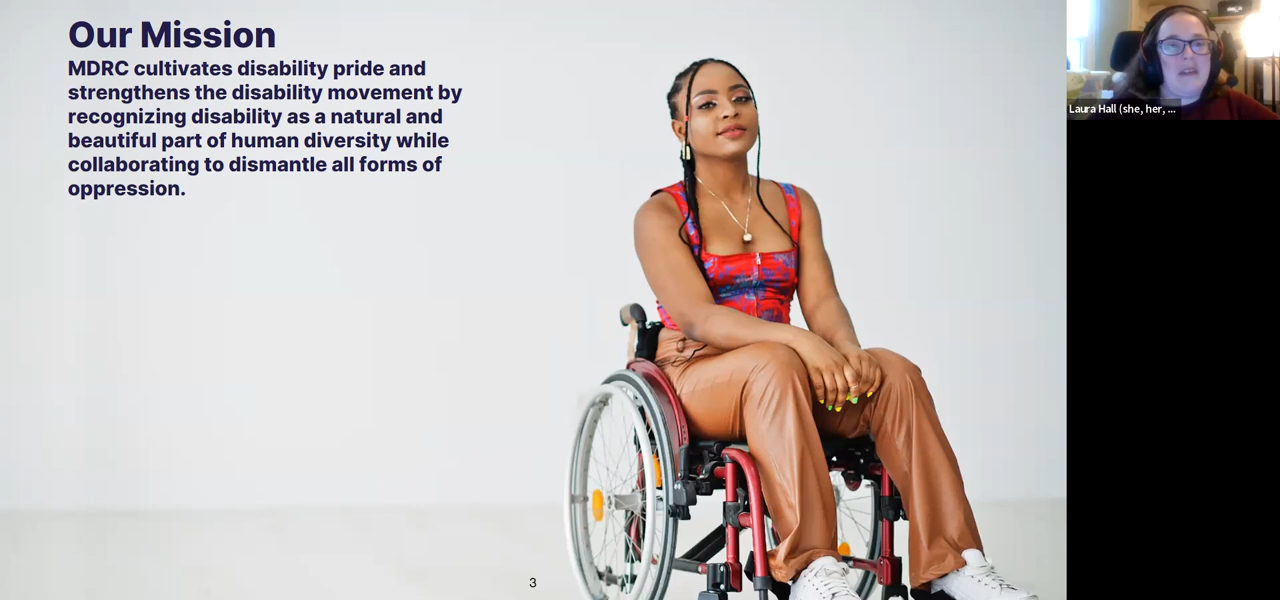 Our Mission
MDRC cultivates disability pride and
strengthens the disability movement by
recognizing disability as a natural and
beautiful part of human diversity while
collaborating to dismantle all forms of
oppression.
3
Laura Hall (she, her, ...